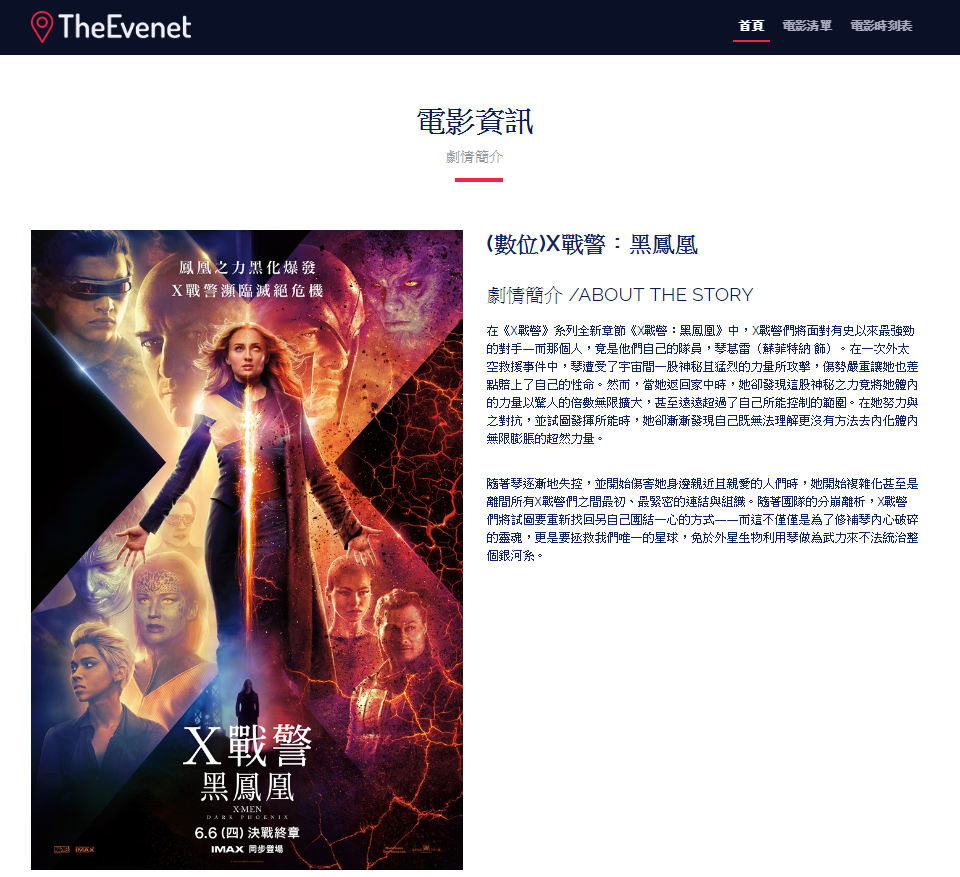 TheEvenet
首頁 電影清單 電影時刻表
電影資訊
劇情簡介
鳳凰之力黑化爆發
X戰警瀕臨滅絕危機
X戰警
黑鳳凰
X-MEN
DARK PHOENIX
6.6 (四) 決戰終章
IMAX 同步登場
MARVEL IMAX
(數位)X戰警：黑鳳凰
劇情簡介 /ABOUT THE STORY
在《X戰警》系列全新章節《X戰警：黑鳳凰》中，X戰警們將面對有史以來最強勁
的對手—而那個人，竟是他們自己的隊員，琴葛雷（蘇菲特納 飾）。在一次外太
空救援事件中，琴遭受了宇宙間一股神秘且猛烈的力量所攻擊，傷勢嚴重讓她也差
點賠上了自己的性命。然而，當她返回家中時，她卻發現這股神秘之力竟將她體內
的力量以驚人的倍數無限擴大，甚至遠遠超過了自己所能控制的範圍。在她努力與
之對抗，並試圖發揮所能時，她卻漸漸發現自己既無法理解更沒有方法去內化體內
無限膨脹的超然力量。
隨著琴逐漸地失控，並開始傷害她身邊親近且親愛的人們時，她開始複雜化甚至是
離間所有X戰警們之間最初、最緊密的連結與組織。隨著團隊的分崩離析，X戰警
們將試圖要重新找回另自己團結一心的方式——而這不僅僅是為了修補琴內心破碎
的靈魂，更是要拯救我們唯一的星球，免於外星生物利用琴做為武力來不法統治整
個銀河系。